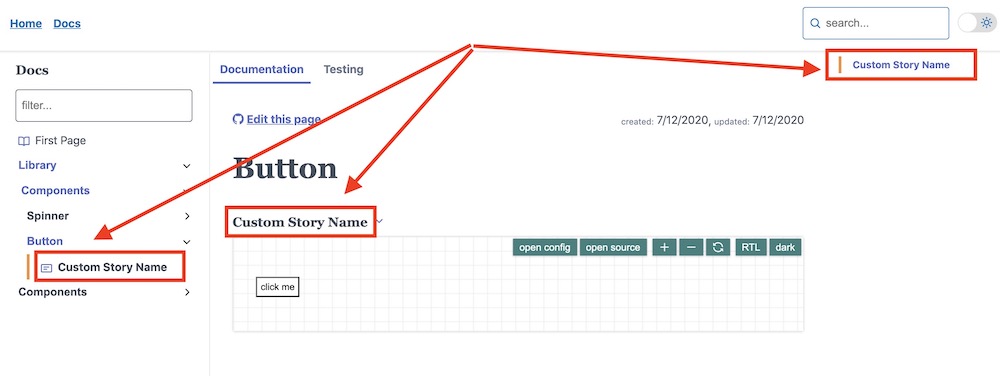 Home Docs
search...
Docs
filter...
First Page
Library
Components
Spinner
Button
Custom Story Name
Components
Documentation Testing
Edit this page
created: 7/12/2020, updated: 7/12/2020
Button
Custom Story Name
open config open source + − RTL dark
click me
Custom Story Name